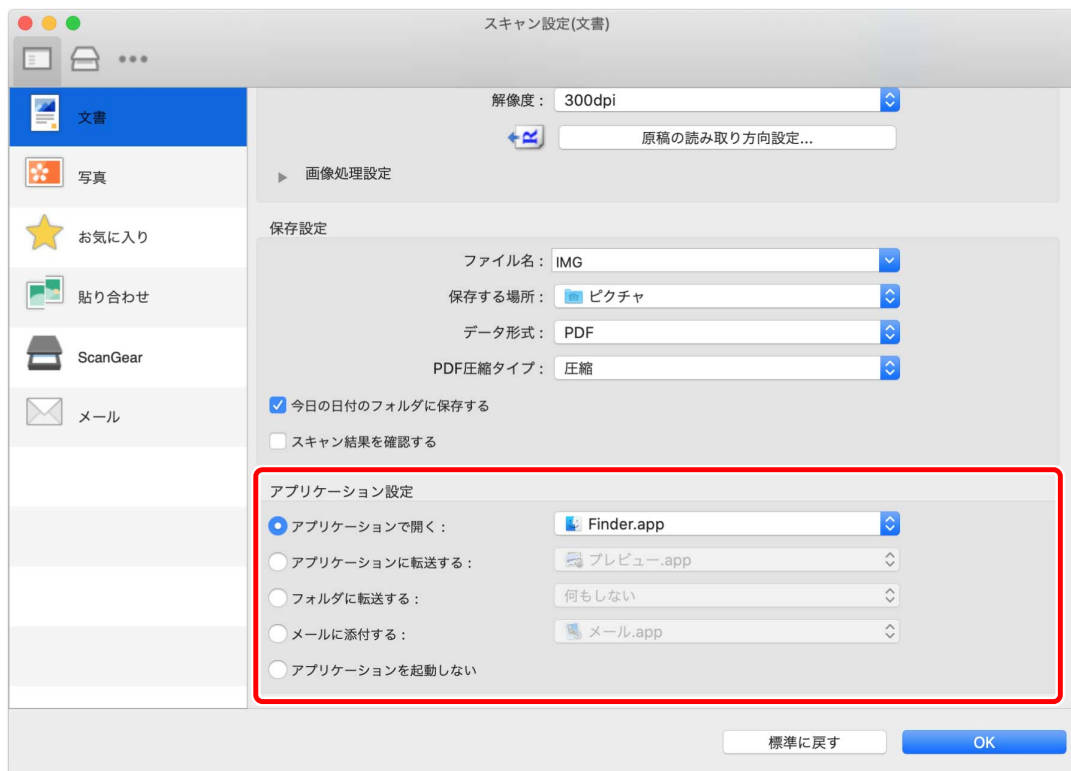 スキャン設定(文書)
文書
写真
お気に入り
貼り合わせ
ScanGear
メール
解像度： 300dpi
原稿の読み取り方向設定...
画像処理設定
保存設定
ファイル名： IMG
保存する場所： ピクチャ
データ形式： PDF
PDF圧縮タイプ： 圧縮
今日の日付のフォルダに保存する
スキャン結果を確認する
アプリケーション設定
アプリケーションで開く： Finder.app
アプリケーションに転送する： プレビュー.app
フォルダに転送する： 何もしない
メールに添付する： メール.app
アプリケーションを起動しない
標準に戻す OK